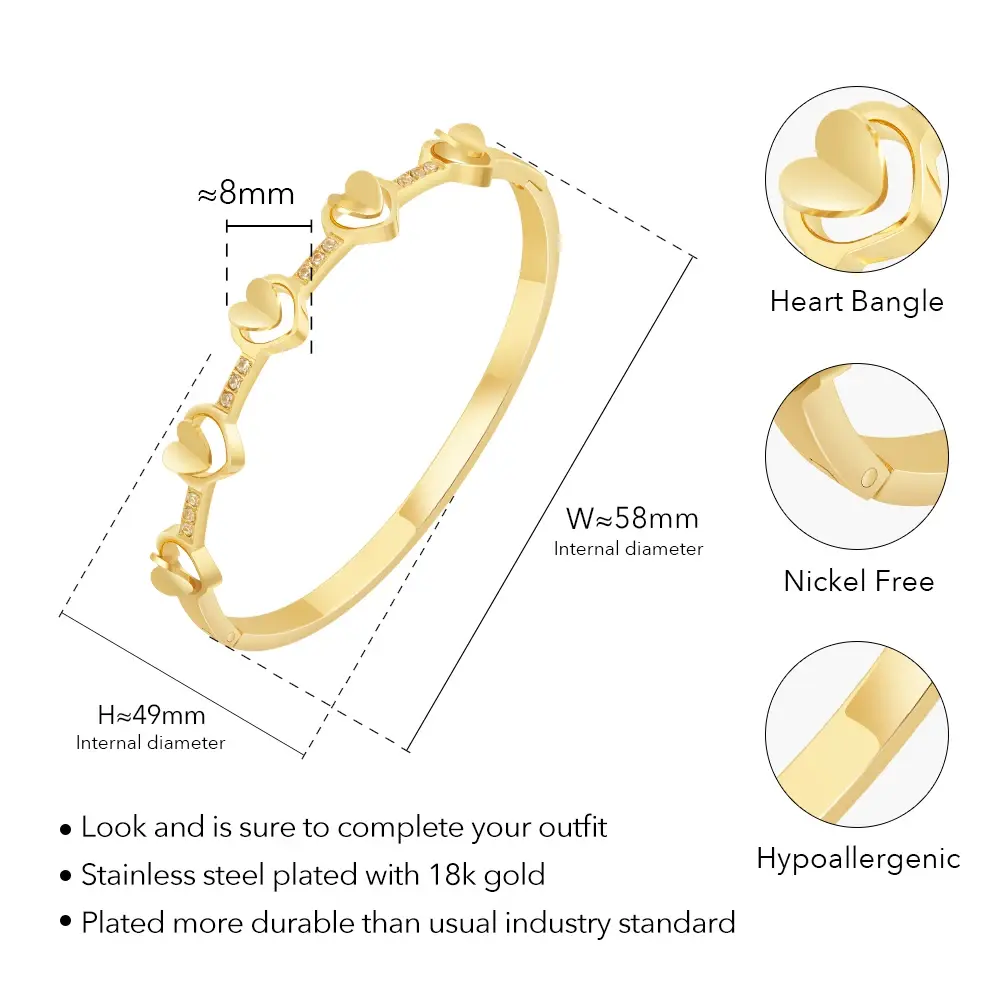 ≈8mm
Heart Bangle
W≈58mm
Internal diameter
Nickel Free
H≈49mm
Internal diameter
• Look and is sure to complete your outfit
• Stainless steel plated with 18k gold
• Plated more durable than usual industry standard
Hypoallergenic